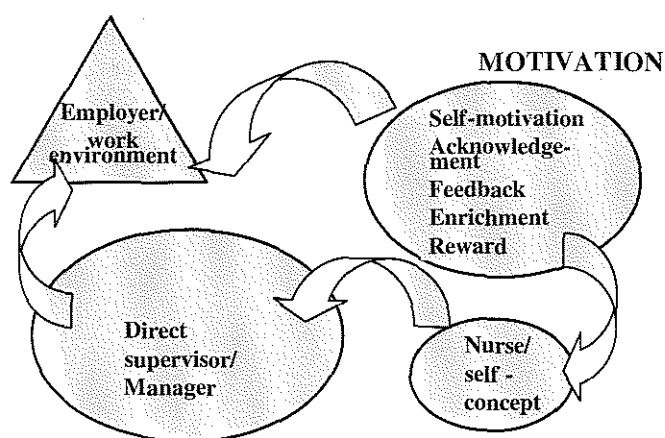 MOTIVATION
Employer/
work
environment
Self-motivation
Acknowledge-
ment
Feedback
Enrichment
Reward
Direct
supervisor/
Manager
Nurse/
self -
concept